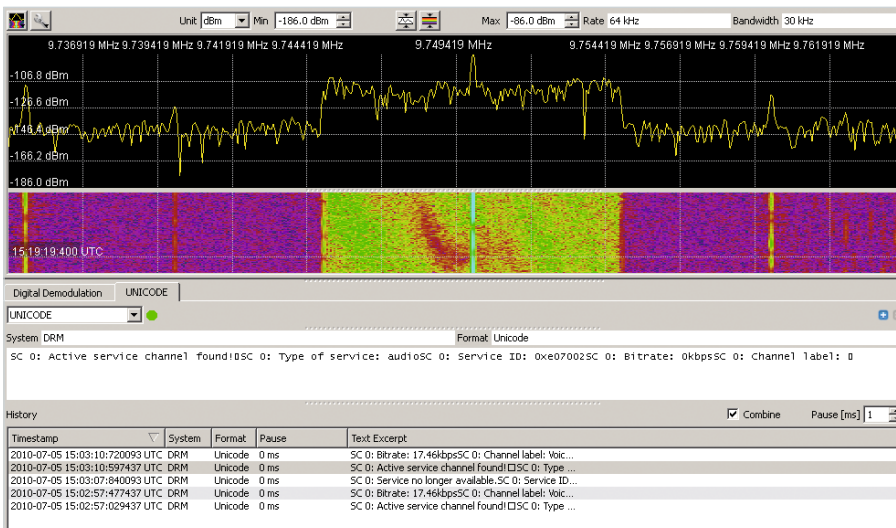 Unit dBm Min -186.0 dBm Max -86.0 dBm Rate 64 kHz Bandwidth 30 kHz
9.736919 MHz 9.739419 MHz 9.741919 MHz 9.744419 MHz 9.749419 MHz 9.754419 MHz 9.756919 MHz 9.759419 MHz 9.761919 MHz
-106.8 dBm
-126.6 dBm
-146.4 dBm
-166.2 dBm
-186.0 dBm
15:19:19:400 UTC
Digital Demodulation UNICODE
UNICODE
System DRM Format Unicode
SC 0: Active service channel found!▯SC 0: Type of service: audioSC 0: Service ID: 0xe07002SC 0: Bitrate: 0kbpsSC 0: Channel label: ▯
History Combine Pause [ms] 1
Timestamp System Format Pause Text Excerpt
2010-07-05 15:03:10:720093 UTC DRM Unicode 0 ms SC 0: Bitrate: 17.46kbpsSC 0: Channel label: Voic...
2010-07-05 15:03:10:597437 UTC DRM Unicode 0 ms SC 0: Active service channel found!□SC 0: Type ...
2010-07-05 15:03:07:840093 UTC DRM Unicode 0 ms SC 0: Service no longer available.SC 0: Service ID...
2010-07-05 15:02:57:477437 UTC DRM Unicode 0 ms SC 0: Bitrate: 17.46kbpsSC 0: Channel label: Voic...
2010-07-05 15:02:57:029437 UTC DRM Unicode 0 ms SC 0: Active service channel found!□SC 0: Type ...